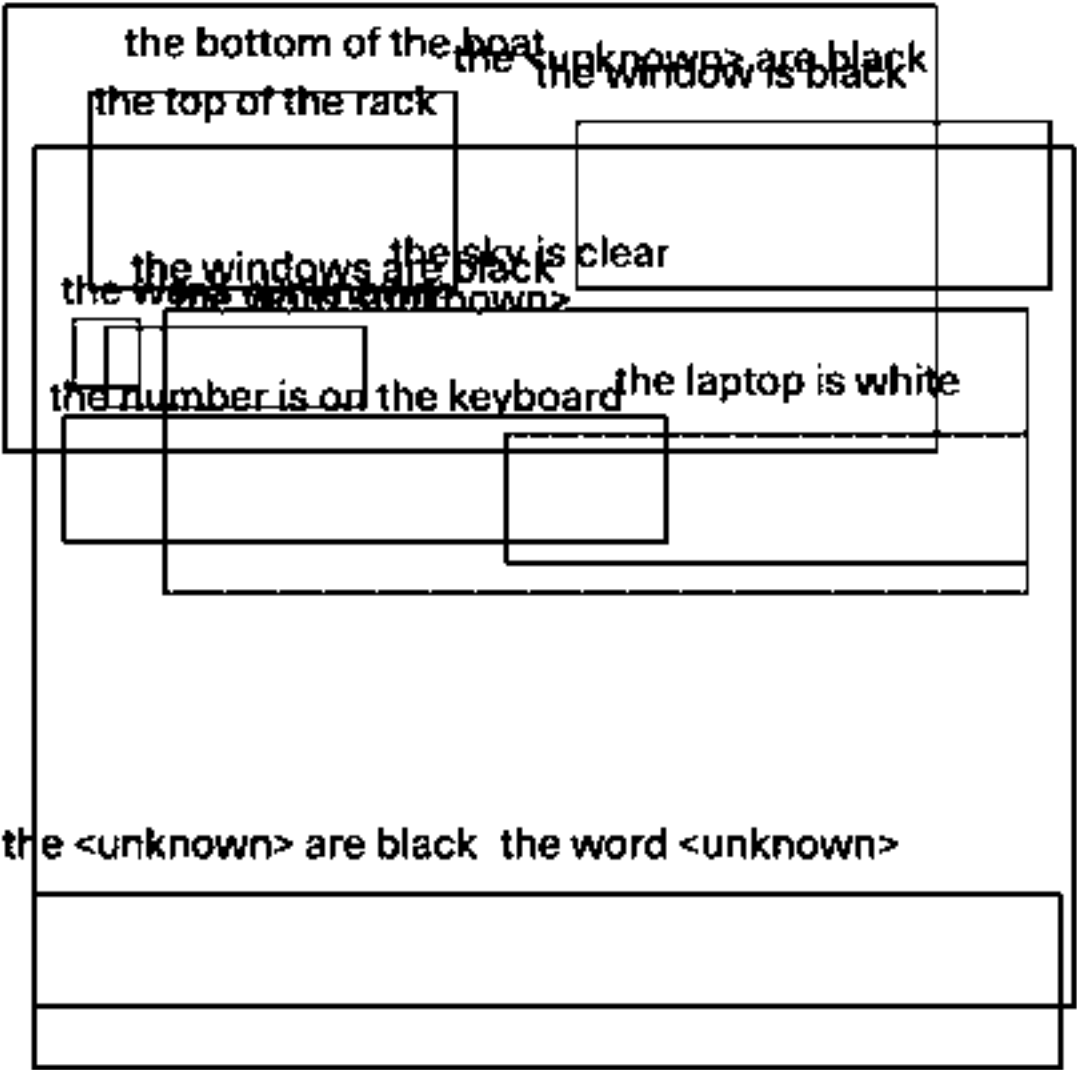 the bottom of the boat
the <unknown> are black
the window is black
the top of the rack
the sky is clear
the windows are black
the
the laptop is white
the number is on the keyboard
the <unknown> are black the word <unknown>